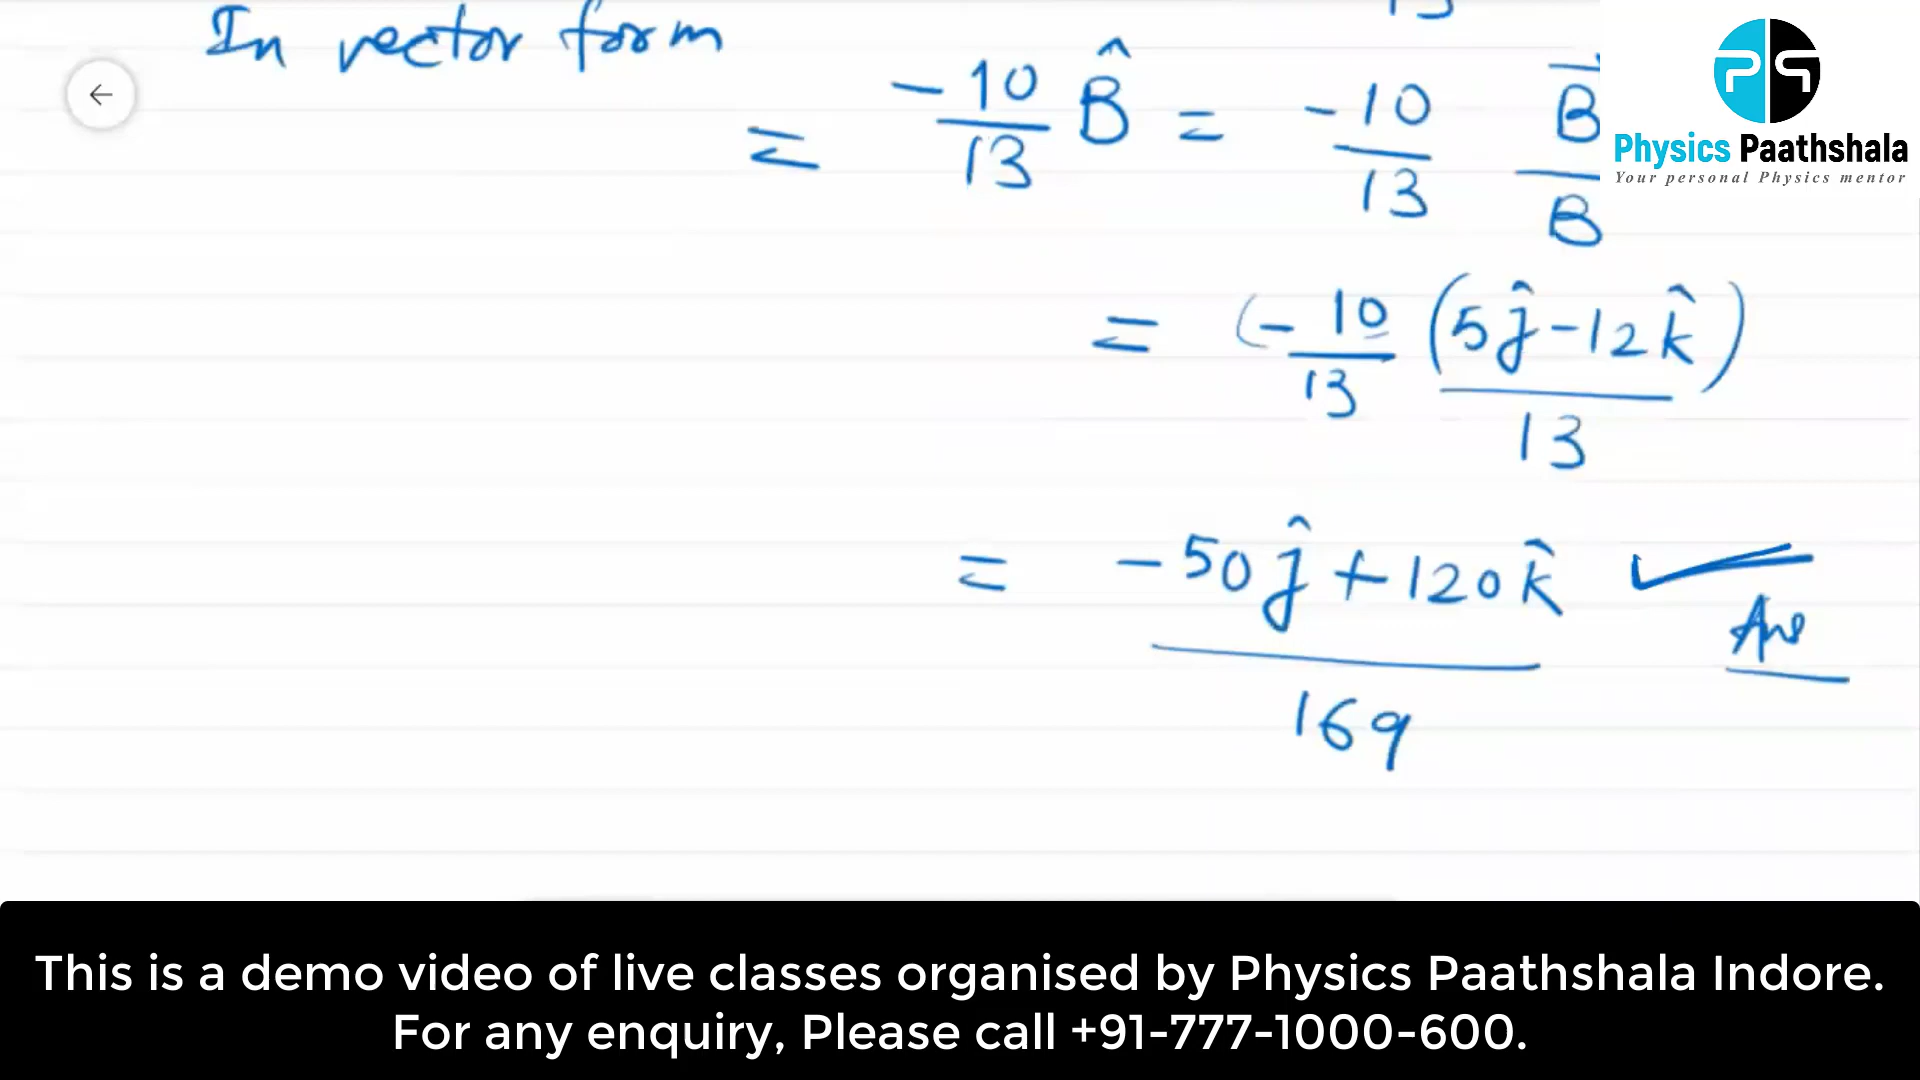 In vector form
= -10/13 B̂ = -10/13 B⃗/B
= (-10/13 (5ĵ-12k̂)/13)
= (-50ĵ+120k̂)/169 ✓
Ans
PS
Physics Paathshala
Your personal Physics mentor
This is a demo video of live classes organised by Physics Paathshala Indore.
For any enquiry, Please call +91-777-1000-600.